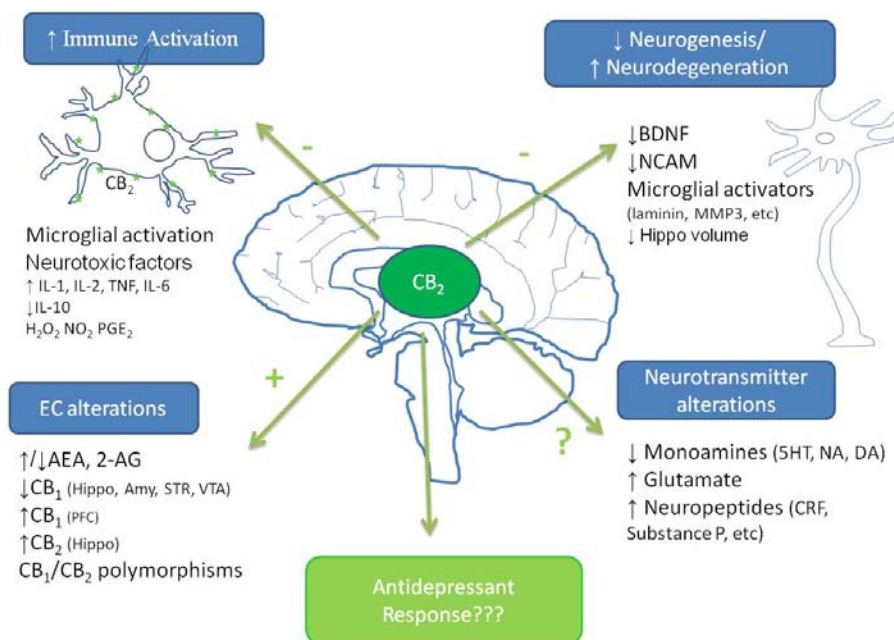 ↑ Immune Activation
CB₂
Microglial activation
Neurotoxic factors
↑ IL-1, IL-2, TNF, IL-6
↓IL-10
H₂O₂ NO₂ PGE₂
-
↓ Neurogenesis/
↑ Neurodegeneration
↓BDNF
↓NCAM
Microglial activators
(laminin, MMP3, etc)
↓ Hippo volume
-
CB₂
EC alterations
↑/↓AEA, 2-AG
↓CB₁ (Hippo, Amy, STR, VTA)
↑CB₁ (PFC)
↑CB₂ (Hippo)
CB₁/CB₂ polymorphisms
+
Neurotransmitter
alterations
↓ Monoamines (5HT, NA, DA)
↑ Glutamate
↑ Neuropeptides (CRF,
Substance P, etc)
?
Antidepressant
Response???